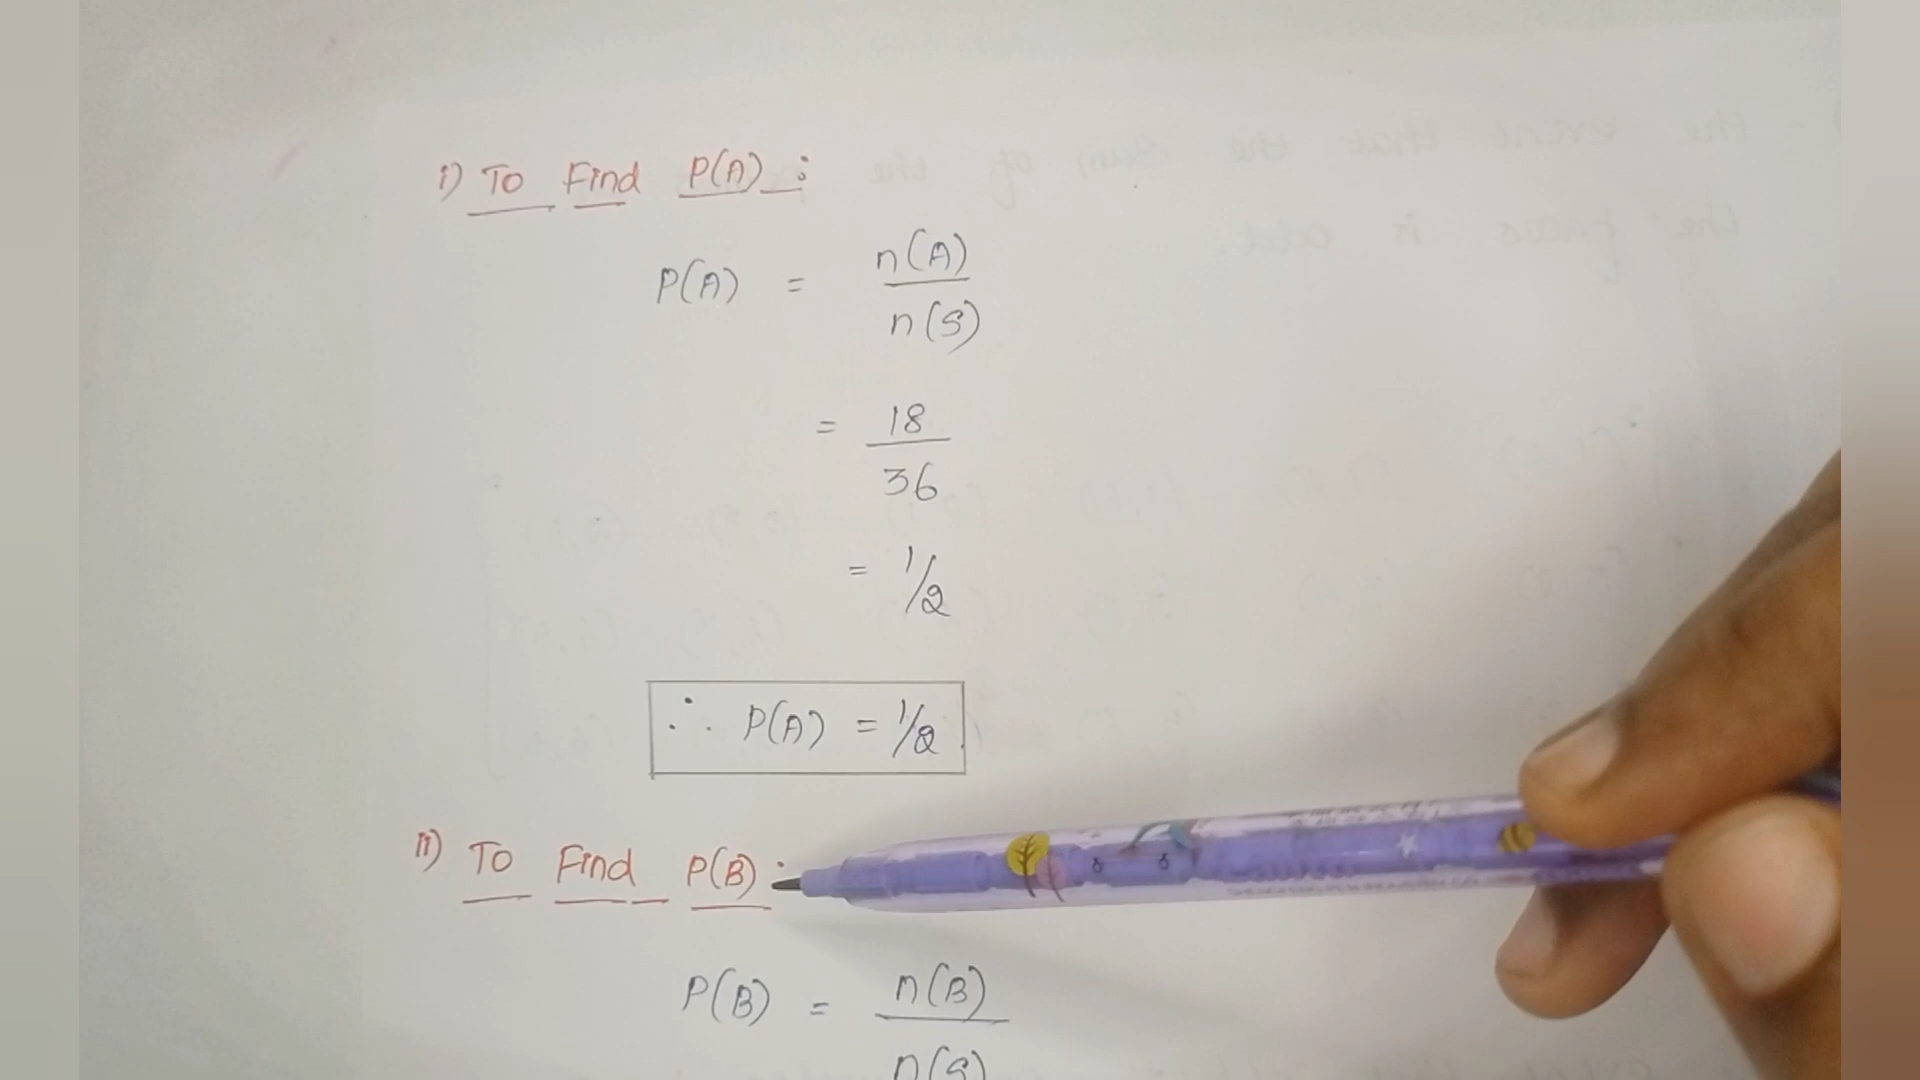 i) To Find P(A) :
P(A) = n(A)
n(S)
= 18
36
= 1/2
∴ P(A) = 1/2.
ii) To Find P(B) :
P(B) = n(B)
n(S)